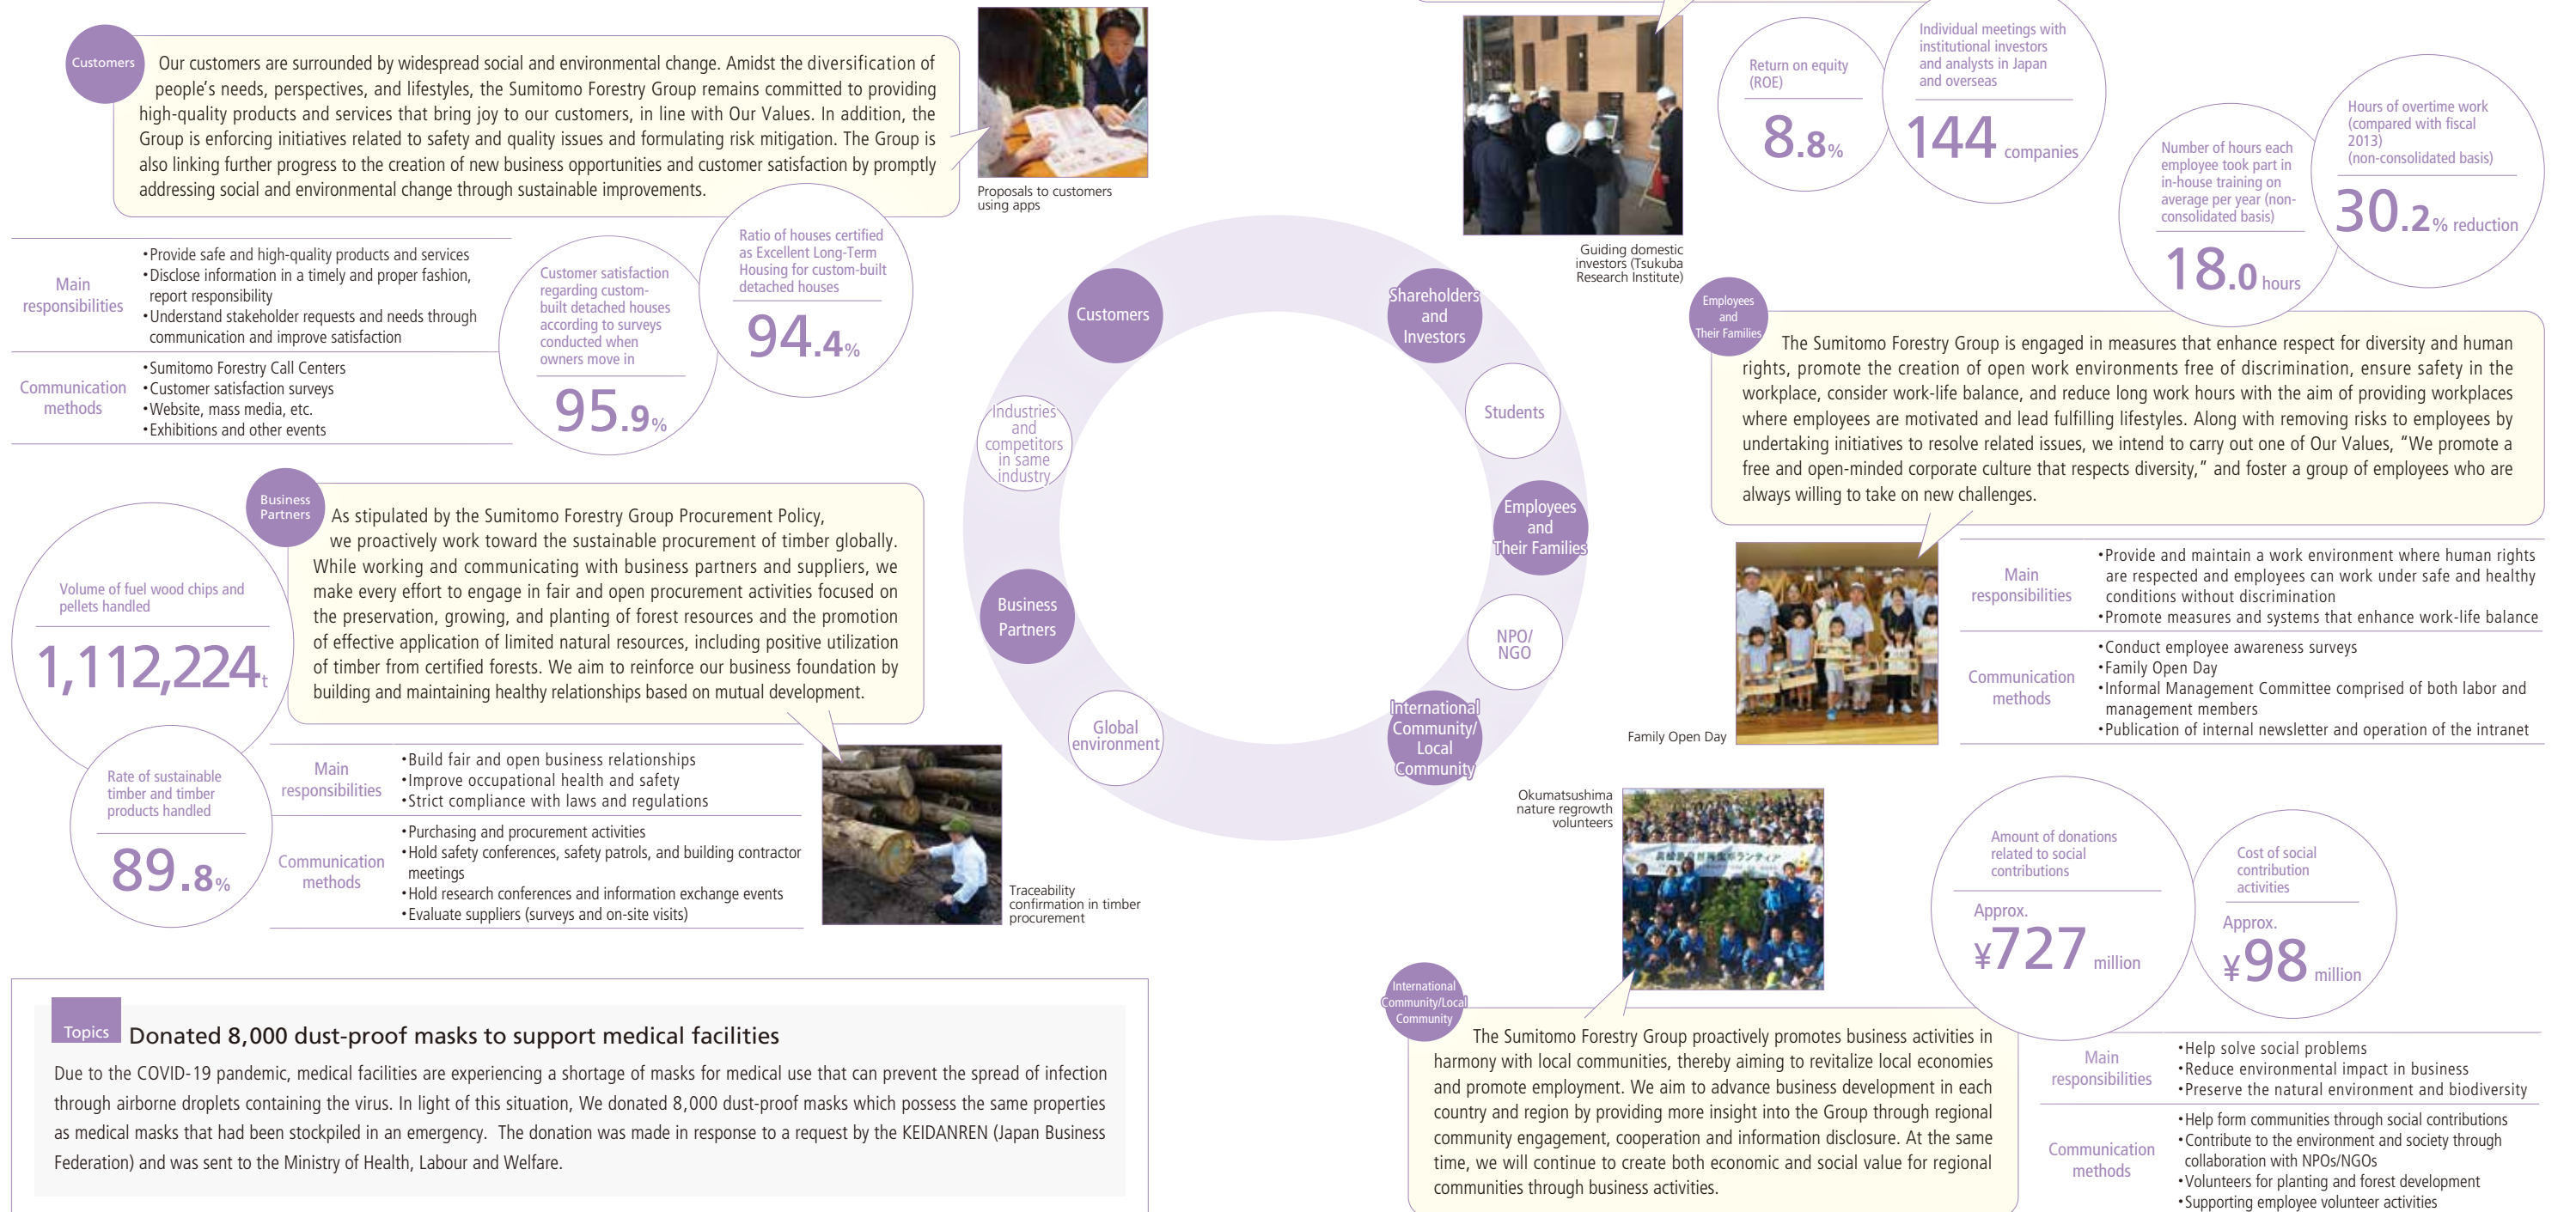 Customers
Our customers are surrounded by widespread social and environmental change. Amidst the diversification of
people's needs, perspectives, and lifestyles, the Sumitomo Forestry Group remains committed to providing
high-quality products and services that bring joy to our customers, in line with Our Values. In addition, the
Group is enforcing initiatives related to safety and quality issues and formulating risk mitigation. The Group is
also linking further progress to the creation of new business opportunities and customer satisfaction by promptly
addressing social and environmental change through sustainable improvements.
Proposals to customers
using apps
Main
responsibilities
•Provide safe and high-quality products and services
•Disclose information in a timely and proper fashion,
report responsibility
•Understand stakeholder requests and needs through
communication and improve satisfaction
Communication
methods
•Sumitomo Forestry Call Centers
•Customer satisfaction surveys
•Website, mass media, etc.
•Exhibitions and other events
Customer satisfaction
regarding custom-
built detached houses
according to surveys
conducted when
owners move in
95.9%
Ratio of houses certified
as Excellent Long-Term
Housing for custom-built
detached houses
94.4%
Business
Partners
As stipulated by the Sumitomo Forestry Group Procurement Policy,
we proactively work toward the sustainable procurement of timber globally.
While working and communicating with business partners and suppliers, we
make every effort to engage in fair and open procurement activities focused on
the preservation, growing, and planting of forest resources and the promotion
of effective application of limited natural resources, including positive utilization
of timber from certified forests. We aim to reinforce our business foundation by
building and maintaining healthy relationships based on mutual development.
Volume of fuel wood chips and
pellets handled
1,112,224t
Rate of sustainable
timber and timber
products handled
89.8%
Main
responsibilities
•Build fair and open business relationships
•Improve occupational health and safety
•Strict compliance with laws and regulations
Communication
methods
•Purchasing and procurement activities
•Hold safety conferences, safety patrols, and building contractor
meetings
•Hold research conferences and information exchange events
•Evaluate suppliers (surveys and on-site visits)
Traceability
confirmation in timber
procurement
Topics
Donated 8,000 dust-proof masks to support medical facilities
Due to the COVID-19 pandemic, medical facilities are experiencing a shortage of masks for medical use that can prevent the spread of infection
through airborne droplets containing the virus. In light of this situation, We donated 8,000 dust-proof masks which possess the same properties
as medical masks that had been stockpiled in an emergency. The donation was made in response to a request by the KEIDANREN (Japan Business
Federation) and was sent to the Ministry of Health, Labour and Welfare.
Customers
Industries
and
competitors
in same
industry
Business
Partners
Global
environment
Shareholders
and
Investors
Students
Employees
and
Their Families
NPO/
NGO
International
Community/
Local
Community
Guiding domestic
investors (Tsukuba
Research Institute)
Return on equity
(ROE)
8.8%
Individual meetings with
institutional investors
and analysts in Japan
and overseas
144 companies
Number of hours each
employee took part in
in-house training on
average per year (non-
consolidated basis)
18.0 hours
Hours of overtime work
(compared with fiscal
2013)
(non-consolidated basis)
30.2% reduction
Employees
and
Their Families
The Sumitomo Forestry Group is engaged in measures that enhance respect for diversity and human
rights, promote the creation of open work environments free of discrimination, ensure safety in the
workplace, consider work-life balance, and reduce long work hours with the aim of providing workplaces
where employees are motivated and lead fulfilling lifestyles. Along with removing risks to employees by
undertaking initiatives to resolve related issues, we intend to carry out one of Our Values, "We promote a
free and open-minded corporate culture that respects diversity," and foster a group of employees who are
always willing to take on new challenges.
Family Open Day
Main
responsibilities
•Provide and maintain a work environment where human rights
are respected and employees can work under safe and healthy
conditions without discrimination
•Promote measures and systems that enhance work-life balance
Communication
methods
•Conduct employee awareness surveys
•Family Open Day
•Informal Management Committee comprised of both labor and
management members
•Publication of internal newsletter and operation of the intranet
Okumatsushima
nature regrowth
volunteers
Amount of donations
related to social
contributions
Approx.
¥727 million
Cost of social
contribution
activities
Approx.
¥98 million
International
Community/Local
Community
The Sumitomo Forestry Group proactively promotes business activities in
harmony with local communities, thereby aiming to revitalize local economies
and promote employment. We aim to advance business development in each
country and region by providing more insight into the Group through regional
community engagement, cooperation and information disclosure. At the same
time, we will continue to create both economic and social value for regional
communities through business activities.
Main
responsibilities
•Help solve social problems
•Reduce environmental impact in business
•Preserve the natural environment and biodiversity
Communication
methods
•Help form communities through social contributions
•Contribute to the environment and society through
collaboration with NPOs/NGOs
•Volunteers for planting and forest development
•Supporting employee volunteer activities